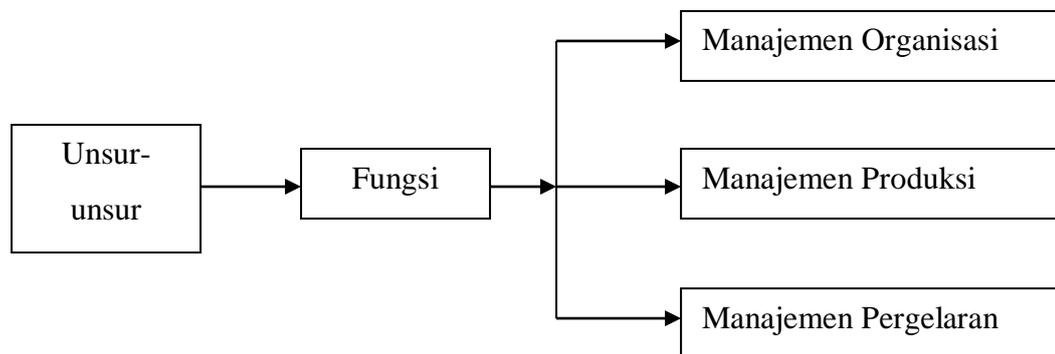 Unsur-
unsur
Fungsi
Manajemen Organisasi
Manajemen Produksi
Manajemen Pergelaran